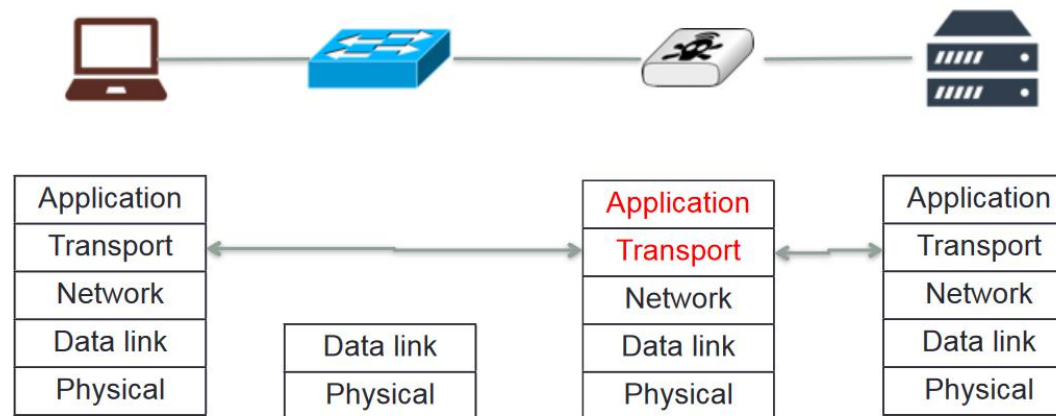 Application
Transport
Network
Data link
Physical
Data link
Physical
Application
Transport
Network
Data link
Physical
Application
Transport
Network
Data link
Physical